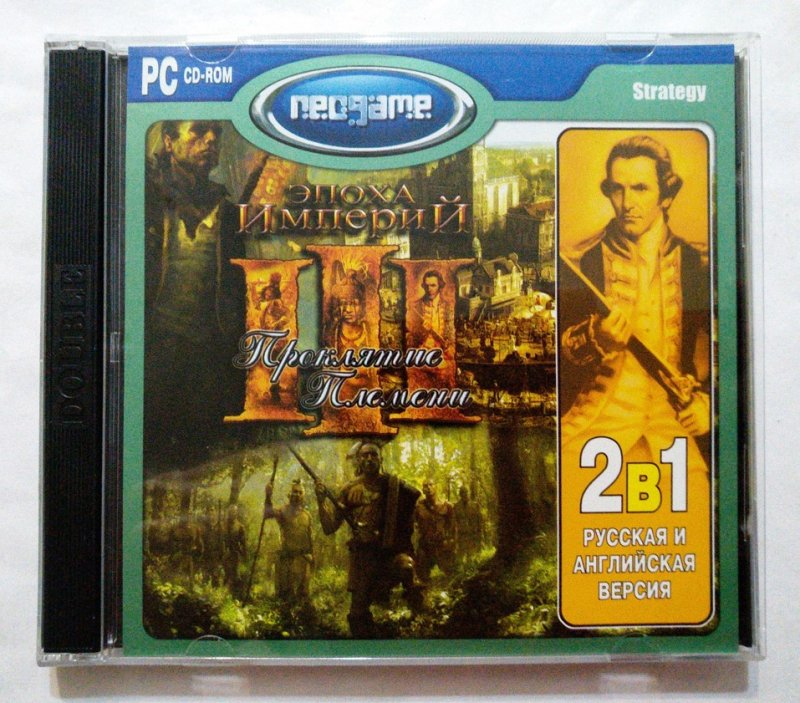 PC CD-ROM
neogame
Strategy
ЭПОХА
ИмпериЙ
III
Проклятие
Племени
2в1
РУССКАЯ И
АНГЛИЙСКАЯ
ВЕРСИЯ
DOUBLE